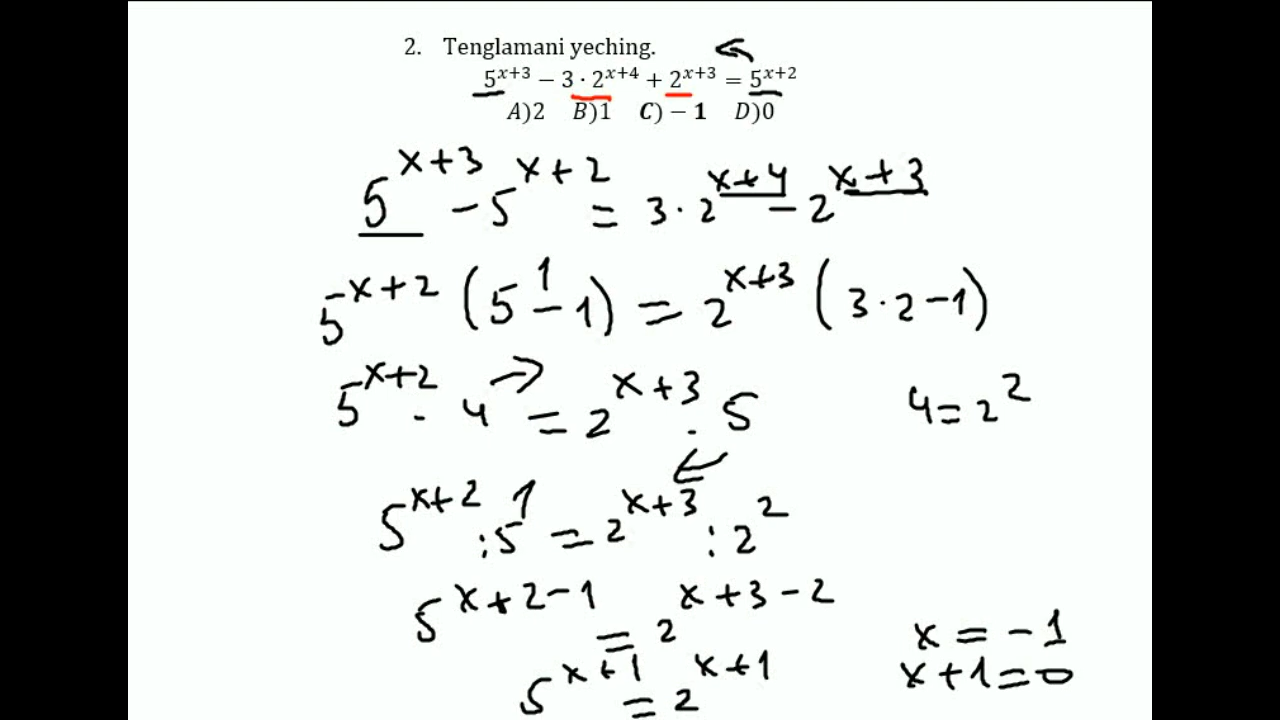 2. Tenglamani yeching.
5^{x+3} − 3 · 2^{x+4} + 2^{x+3} = 5^{x+2}
A)2 B)1 C) − 1 D)0
5^{x+3} - 5^{x+2} = 3 · 2^{x+4} - 2^{x+3}
5^{x+2} (5^1 - 1) = 2^{x+3} (3 · 2 - 1)
5^{x+2} · 4 = 2^{x+3} · 5 4 = 2^2
5^{x+2} : 5^1 = 2^{x+3} : 2^2
5^{x+2-1} = 2^{x+3-2}
x = -1
5^{x+1} = 2^{x+1} x+1=0